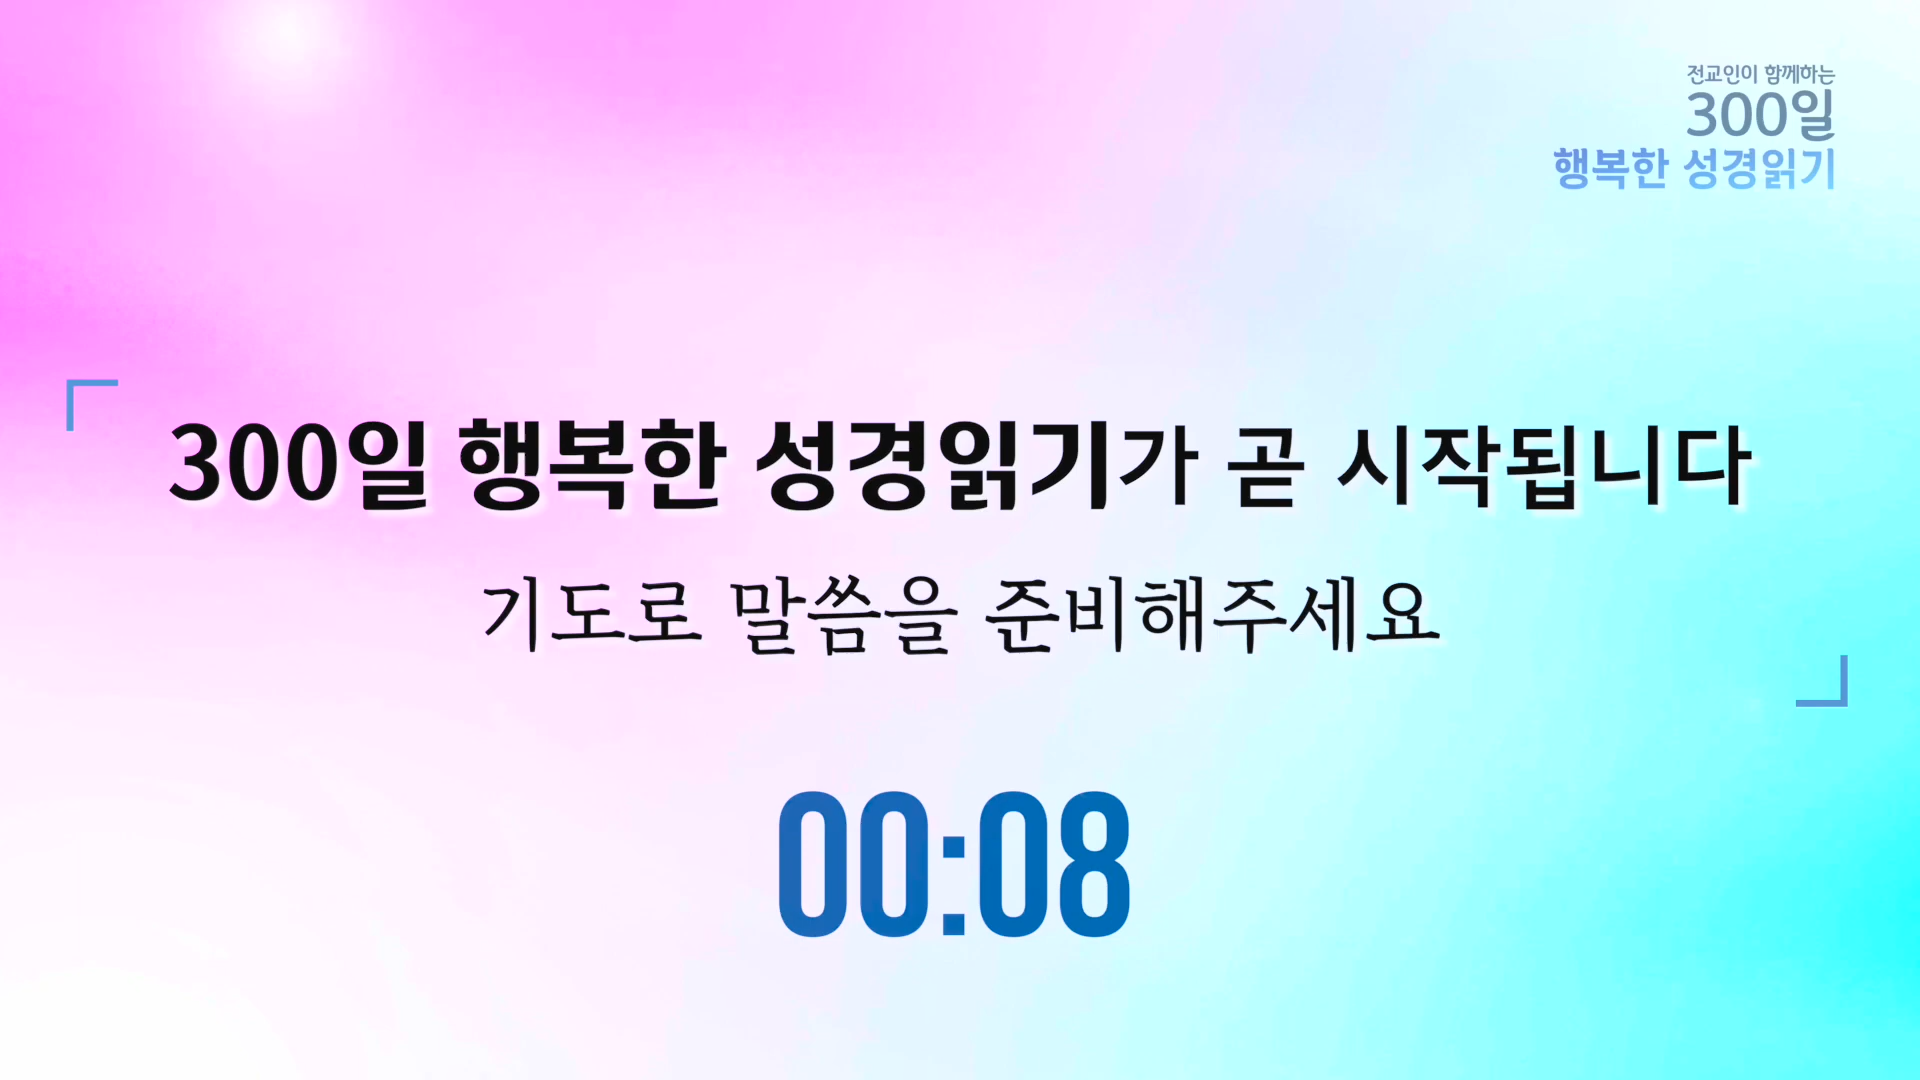 전교인이 함께하는
300일
행복한 성경읽기
300일 행복한 성경읽기가 곧 시작됩니다
기도로 말씀을 준비해주세요
00:08